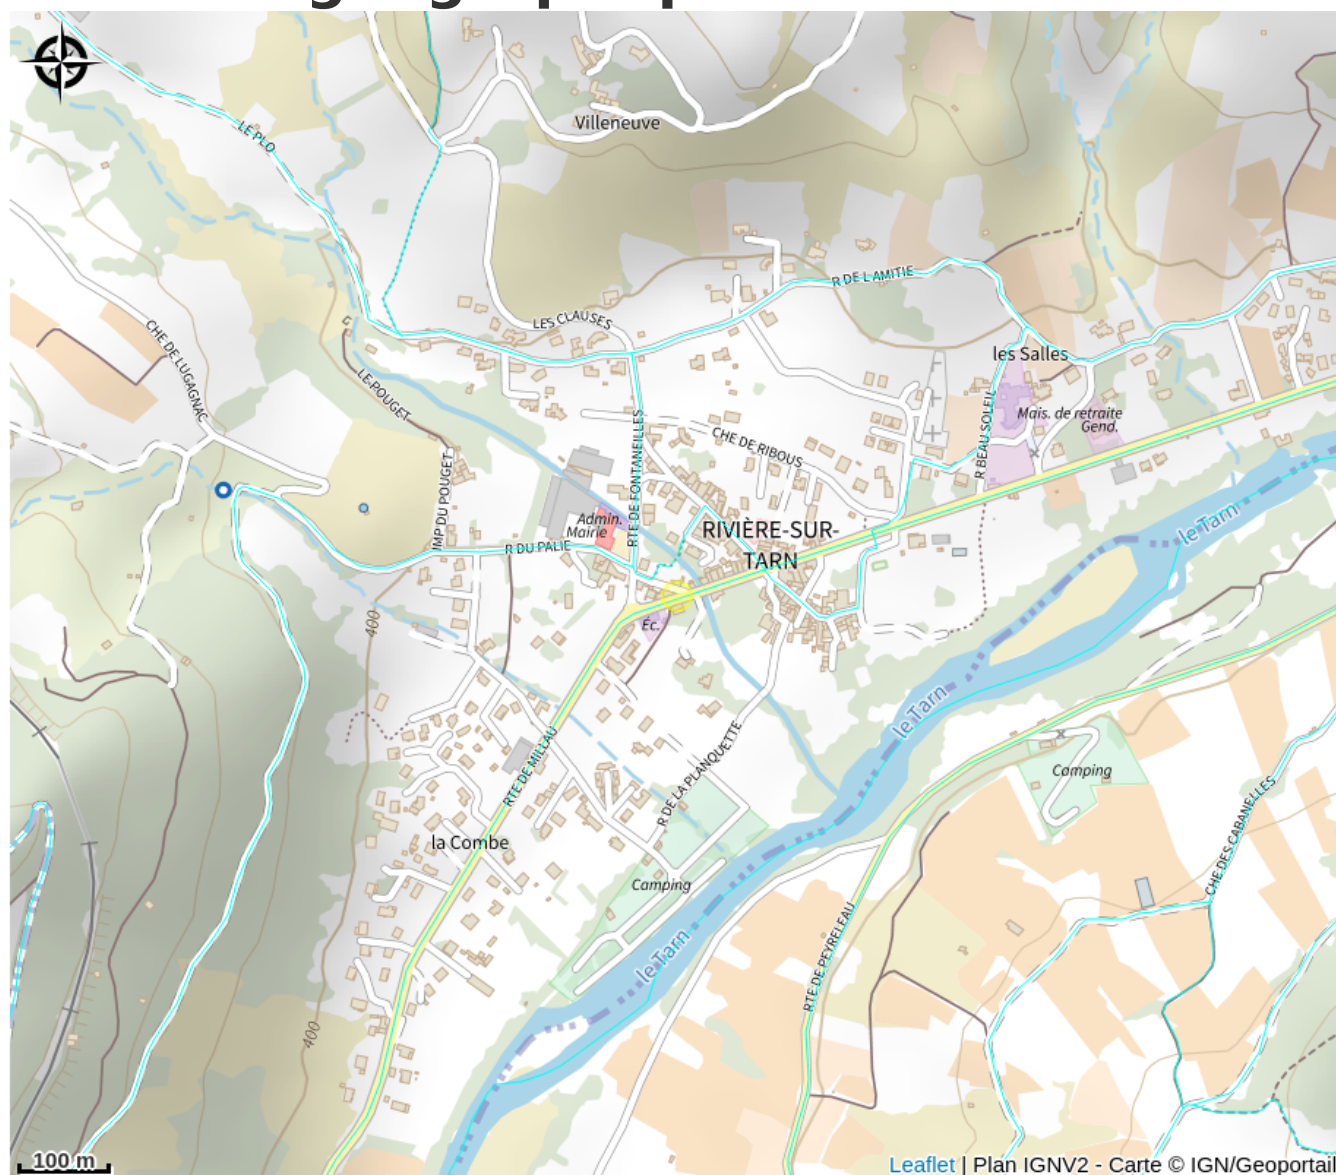 Villeneuve
LE PLO
R DE L AMITIE
LES CLAUSES
CHE DE LUGAGNAC
les Salles
LE POUGET
Mais. de retraite
Gend.
R BEAU SOLEIL
RTE DE FONTANEILLES
CHE DE RIBOUS
IMP DU POUGET
Admin.
Mairie
RIVIÈRE-SUR-
TARN
le Tarn
R DU PALIE
400
Éc.
le Tarn
RTE DE MILLAU
R DE LA PLANQUETTE
Camping
CHE DES CABANELLES
la Combe
Camping
le Tarn
RTE DE PEYRELEAU
400
100 m
Leaflet | Plan IGNV2 - Carte © IGN/Geoportail